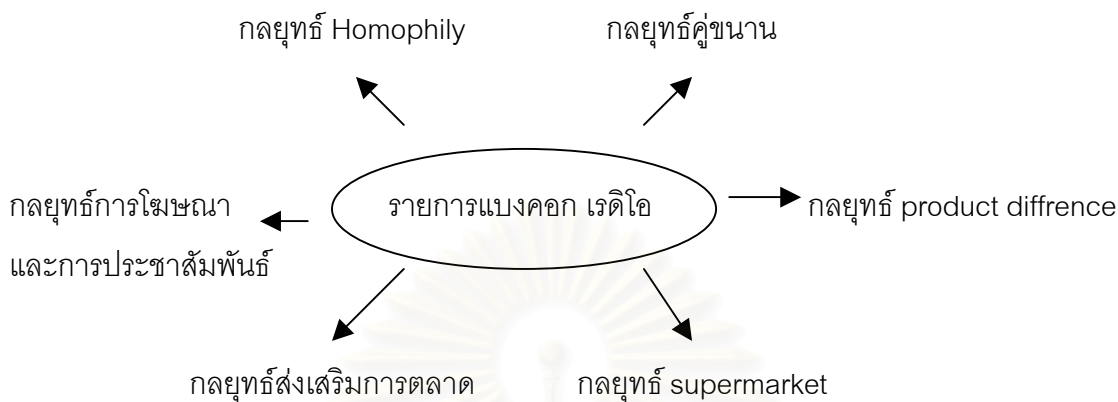 กลยุทธ์ Homophily
กลยุทธ์คู่ขนาน
กลยุทธ์การโฆษณา
และการประชาสัมพันธ์
รายการแบงคอก เรดิโอ
กลยุทธ์ product diffrence
กลยุทธ์ส่งเสริมการตลาด
กลยุทธ์ supermarket